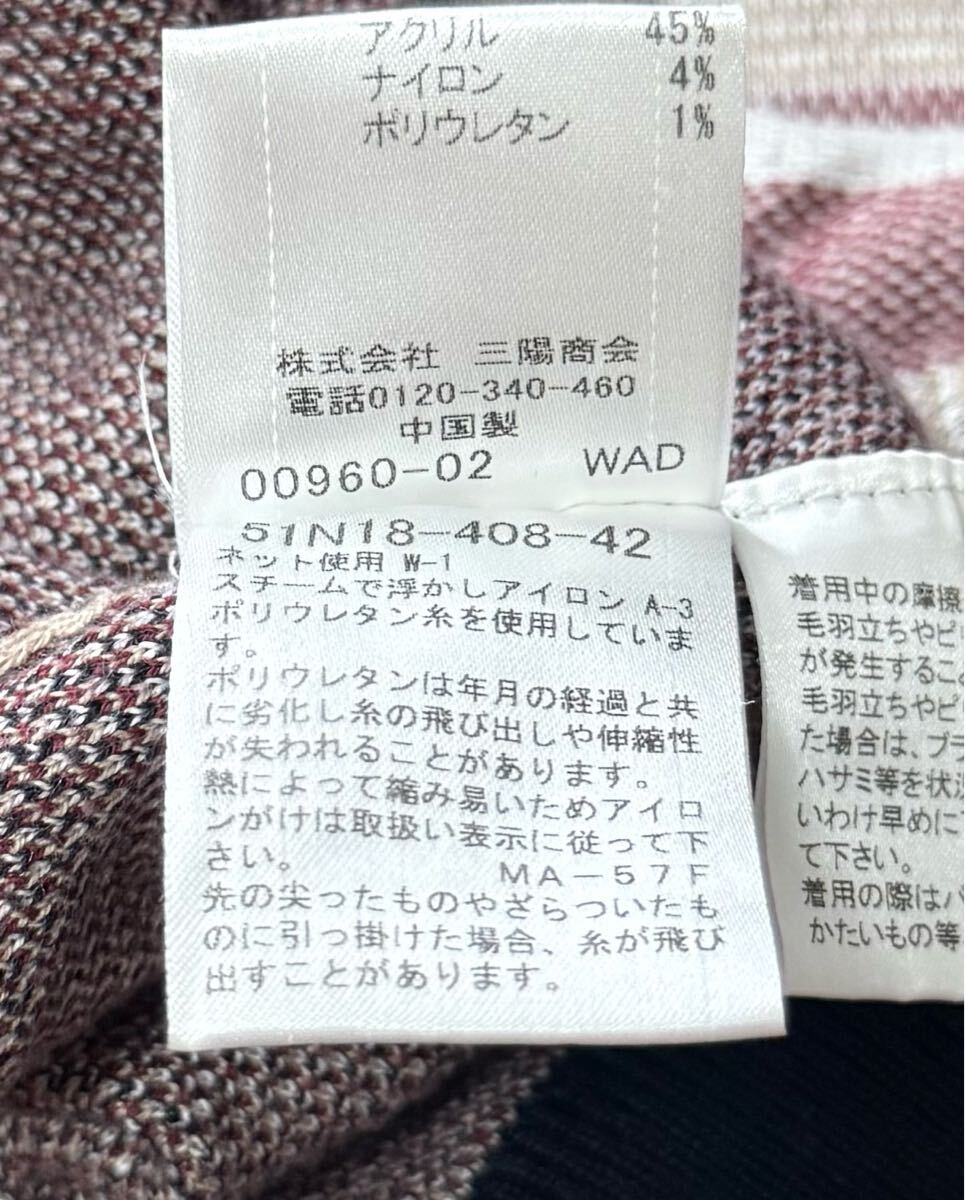 アクリル 45%
ナイロン 4%
ポリウレタン 1%
株式会社 三陽商会
電話0120-340-460
中国製
00960-02 WAD
51N18-408-42
ネット使用 W-1
スチームで浮かしアイロン A-3
ポリウレタン糸を使用していま
す。
ポリウレタンは年月の経過と共
に劣化し糸の飛び出しや伸縮性
が失われることがあります。
熱によって縮み易いためアイロ
ンがけは取扱い表示に従って下
さい。 MA-57F
先の尖ったものやざらついたも
のに引っ掛けた場合、糸が飛び
出すことがあります。
着用中の摩擦
毛羽立ちやピ
が発生するこ
毛羽立ちやピ
た場合は、ブラ
ハサミ等を状況
いわけ早めに
て下さい。
着用の際はバ
かたいもの等